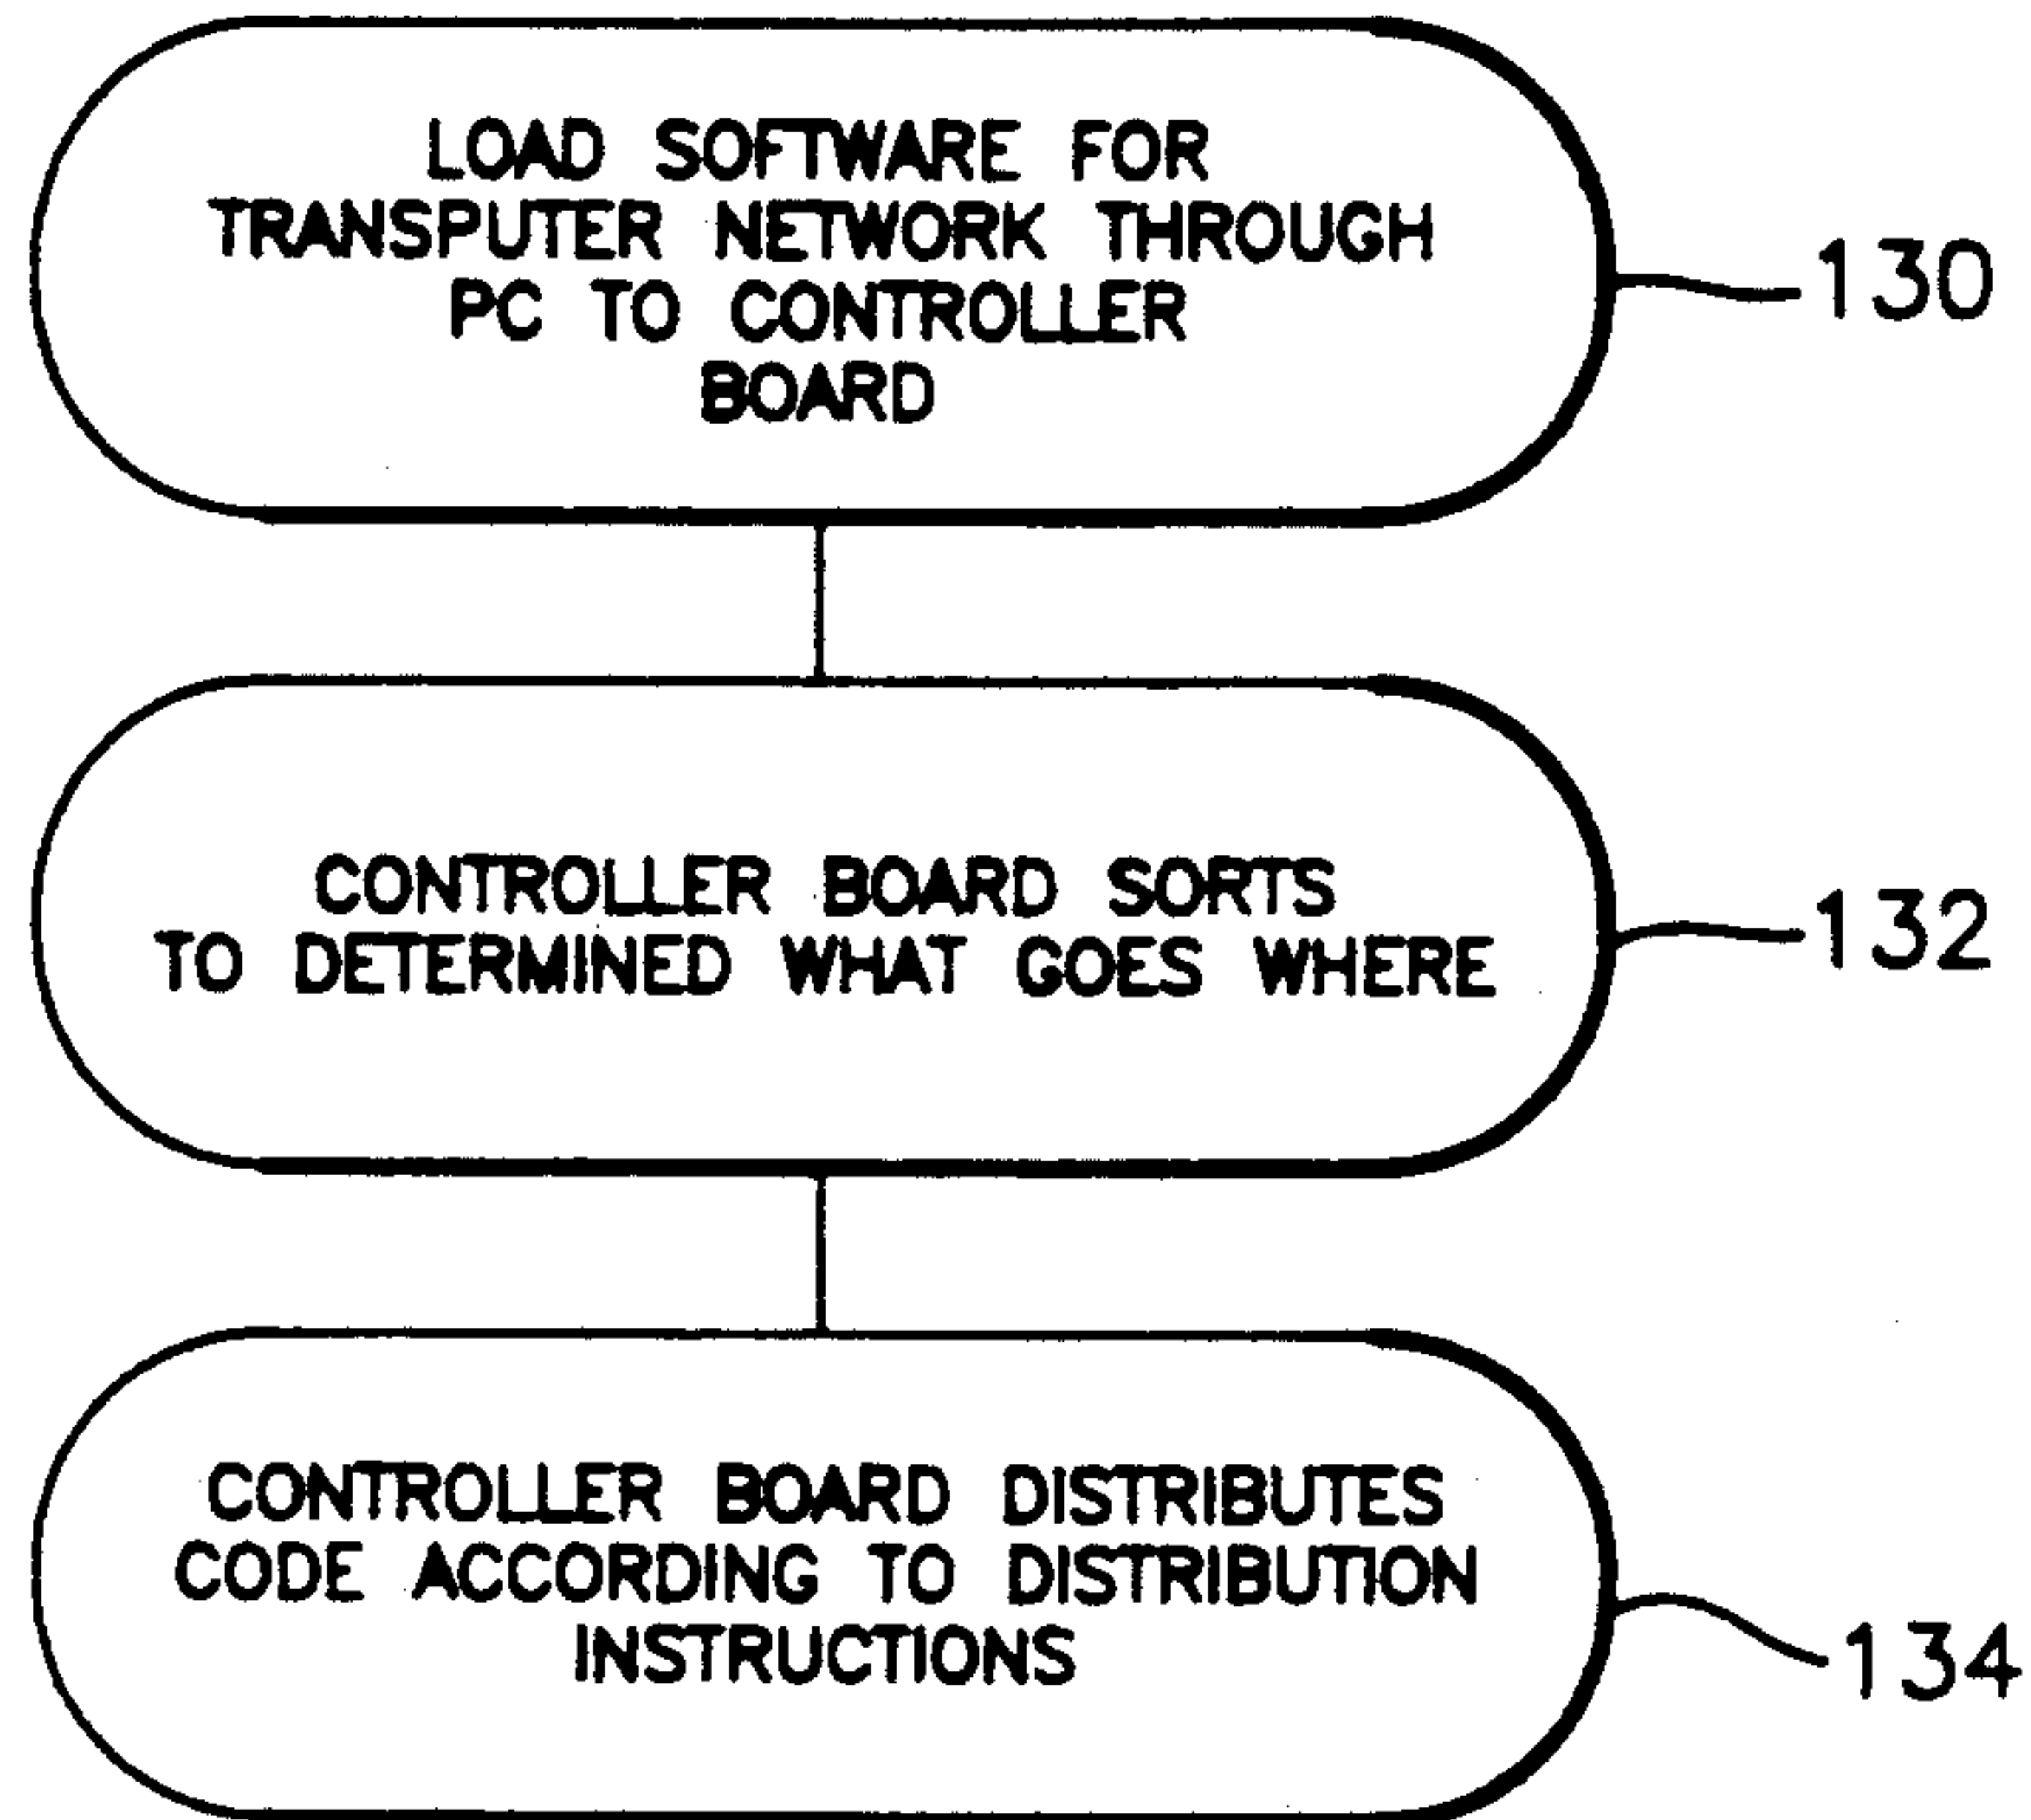 LOAD SOFTWARE FOR
TRANSPUTER NETWORK THROUGH
PC TO CONTROLLER
BOARD
130
CONTROLLER BOARD SORTS
TO DETERMINED WHAT GOES WHERE
132
CONTROLLER BOARD DISTRIBUTES
CODE ACCORDING TO DISTRIBUTION
INSTRUCTIONS
134